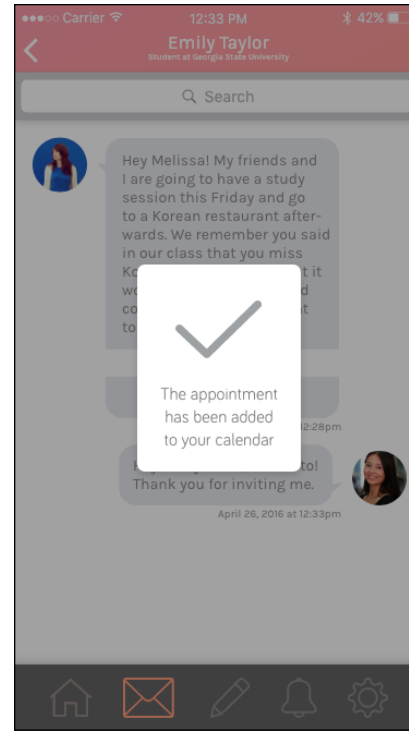 Carrier 12:33 PM 42%
Emily Taylor
Student at Georgia State University
Search
Hey Melissa! My friends and
I are going to have a study
session this Friday and go
to a Korean restaurant after-
wards. We remember you said
in our class that you miss
t it
The appointment
has been added
to your calendar
12:28pm
to!
Thank you for inviting me.
April 26, 2016 at 12:33pm